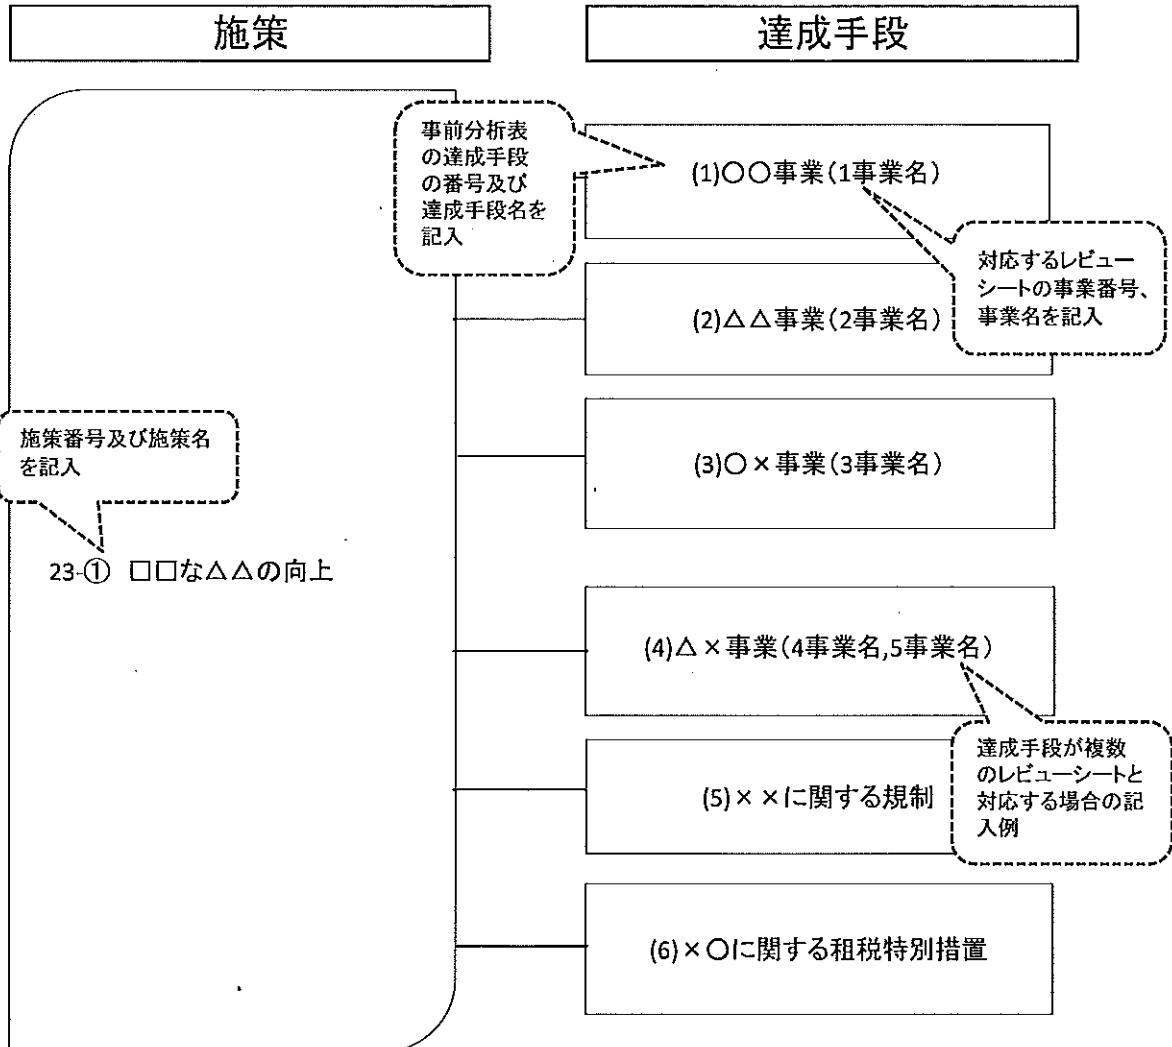 施策
達成手段
事前分析表
の達成手段
の番号及び
達成手段名を
記入
(1)〇〇事業(1事業名)
対応するレビュー
シートの事業番号、
事業名を記入
(2)△△事業(2事業名)
施策番号及び施策名
を記入
(3)〇×事業(3事業名)
23-① □□な△△の向上
(4)△×事業(4事業名,5事業名)
達成手段が複数
のレビューシートと
対応する場合の記
入例
(5)××に関する規制
(6)×〇に関する租税特別措置